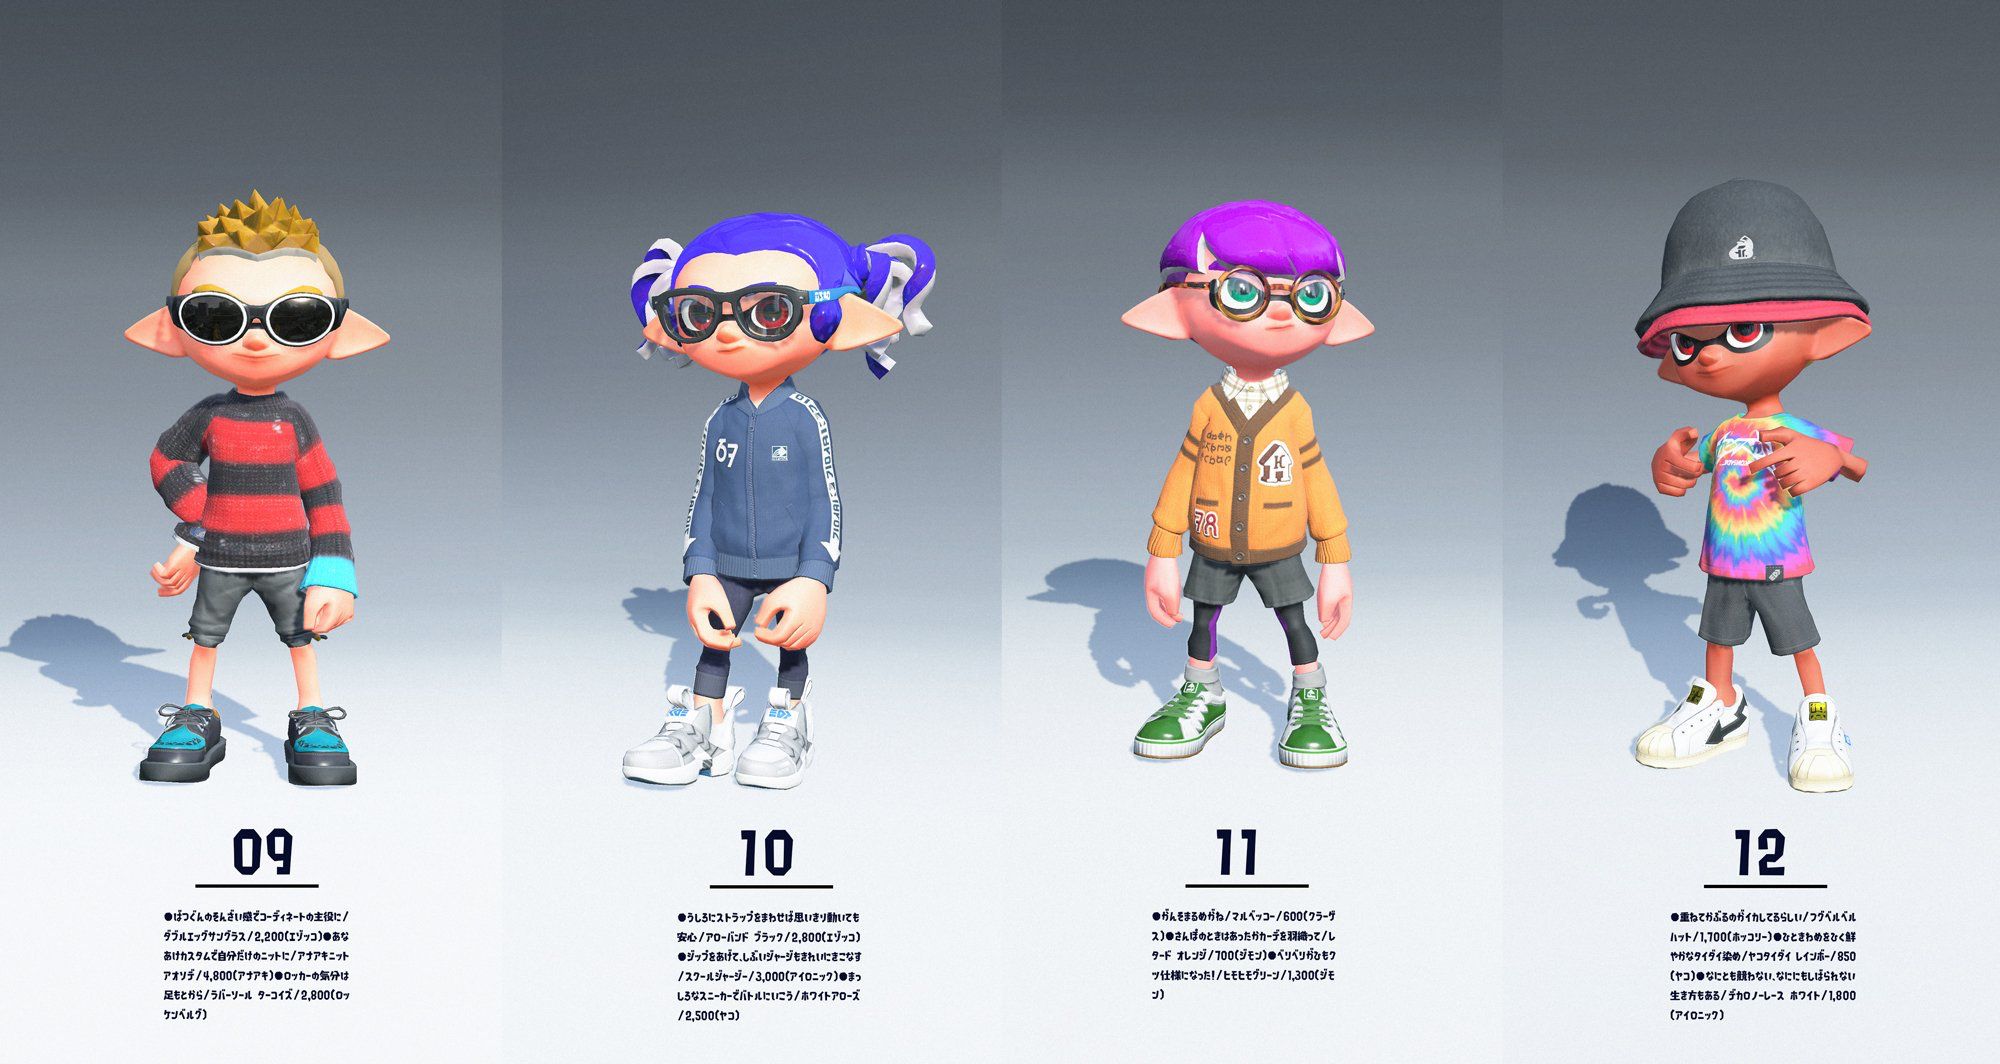 67
H
78
09
●ばつぐんのそんざい感でコーディネートの主役に/
ダブルエッグサングラス/2,200(エゾッコ)●あな
あけカスタムで自分だけのニットに/アナアキニット
アオソデ/4,800(アナアキ)●ロッカーの気分は
足もとから/ラバーソール ターコイズ/2,800(ロッ
ケンベルグ)
10
●うしろにストラップをまわせば思いきり動いても
安心/アローバンド ブラック/2,800(エゾッコ)
●ジップをあげて、しぶいジャージもきれいにきこなす
/スクールジャージー/3,000(アイロニック)●まっ
しろなスニーカーでバトルにいこう/ホワイトアローズ
/2,500(ヤコ)
11
●がんそまるめがね/マルベッコー/600(クラーゲ
ス)●さんぽのときはあったかカーデを羽織って/レ
タード オレンジ/700(ジモン)●ベリベリがひもク
ツ仕様になった!/ヒモヒモグリーン/1,300(ジモ
ン)
12
●重ねてかぶるのがイカしてるらしい/フグベルベル
ハット/1,700(ホッコリー)●ひときわめをひく鮮
やかなタイダイ染め/ヤコタイダイ レインボー/850
(ヤコ)●なにとも競わない、なににもしばられない
生き方もある/デカロノーレース ホワイト/1,800
(アイロニック)